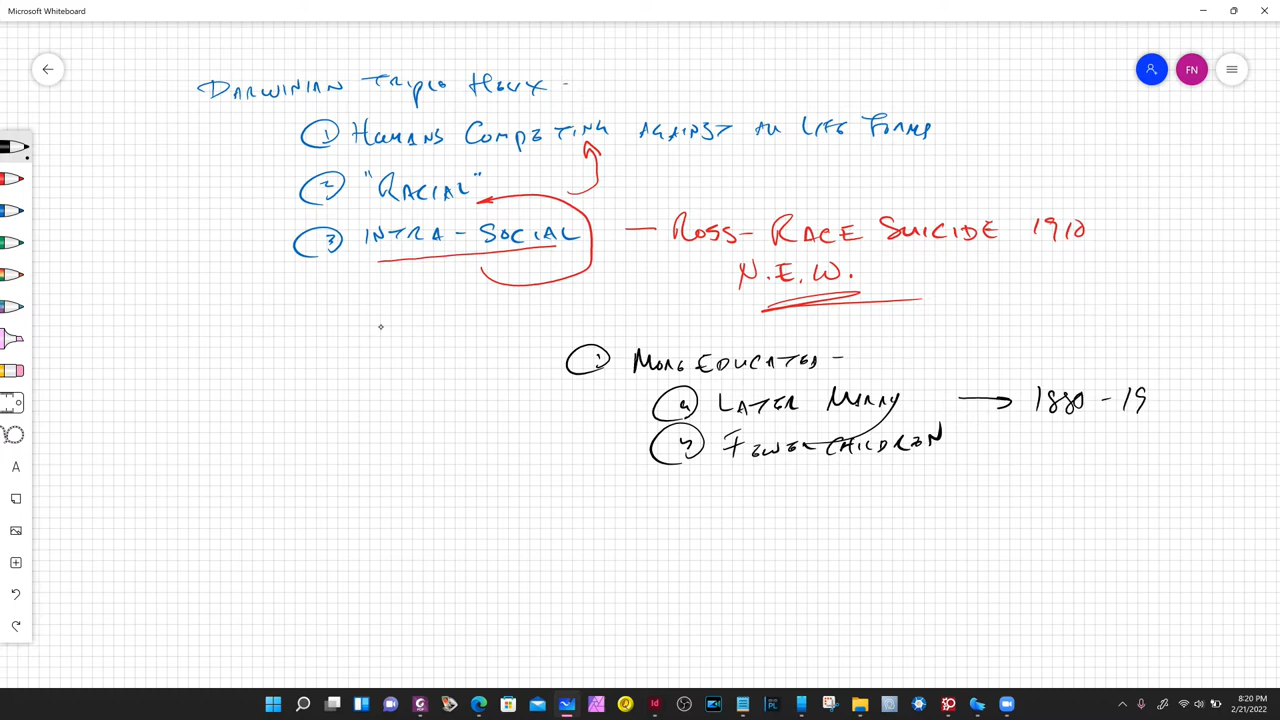 Microsoft Whiteboard
FN
DARWINIAN TRIPLE HELIX -
① HUMANS COMPETING AGAINST ALL LIFE FORMS
② "RACIAL"
③ INTRA - SOCIAL — ROSS- RACE SUICIDE 1910
N.E.W.
① MORE EDUCATED -
ⓐ LATER MARRY → 1880 - 19
ⓑ FEWER CHILDREN
A
8:20 PM
2/21/2022